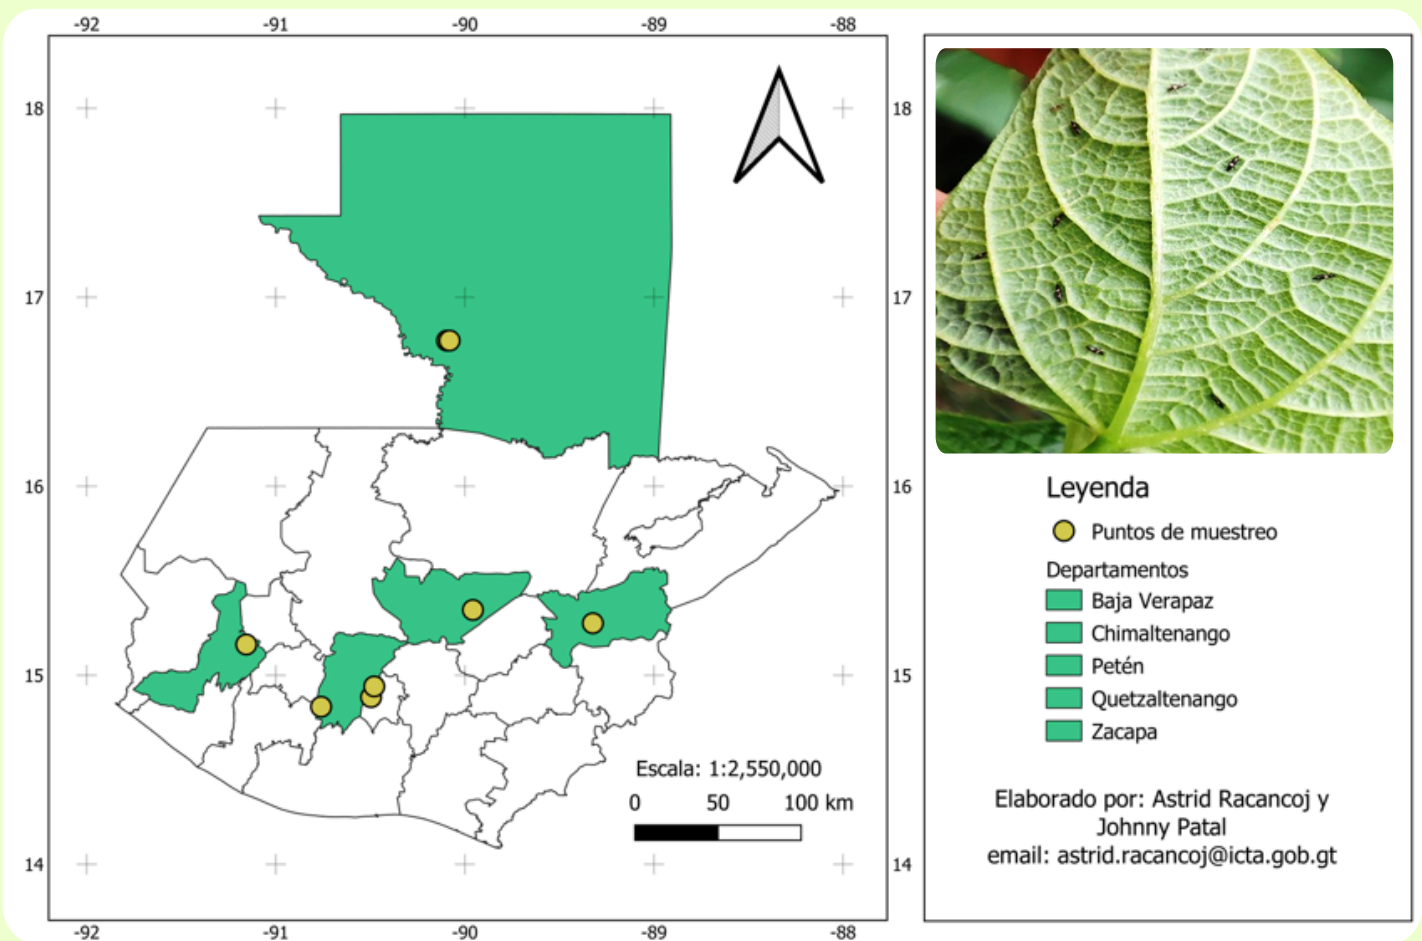 -92 -91 -90 -89 -88
18 18
17 17
16 16
15 15
14 14
-92 -91 -90 -89 -88
Escala: 1:2,550,000
0 50 100 km
Leyenda
Puntos de muestreo
Departamentos
Baja Verapaz
Chimaltenango
Petén
Quetzaltenango
Zacapa
Elaborado por: Astrid Racancoj y
Johnny Patal
email: astrid.racancoj@icta.gob.gt